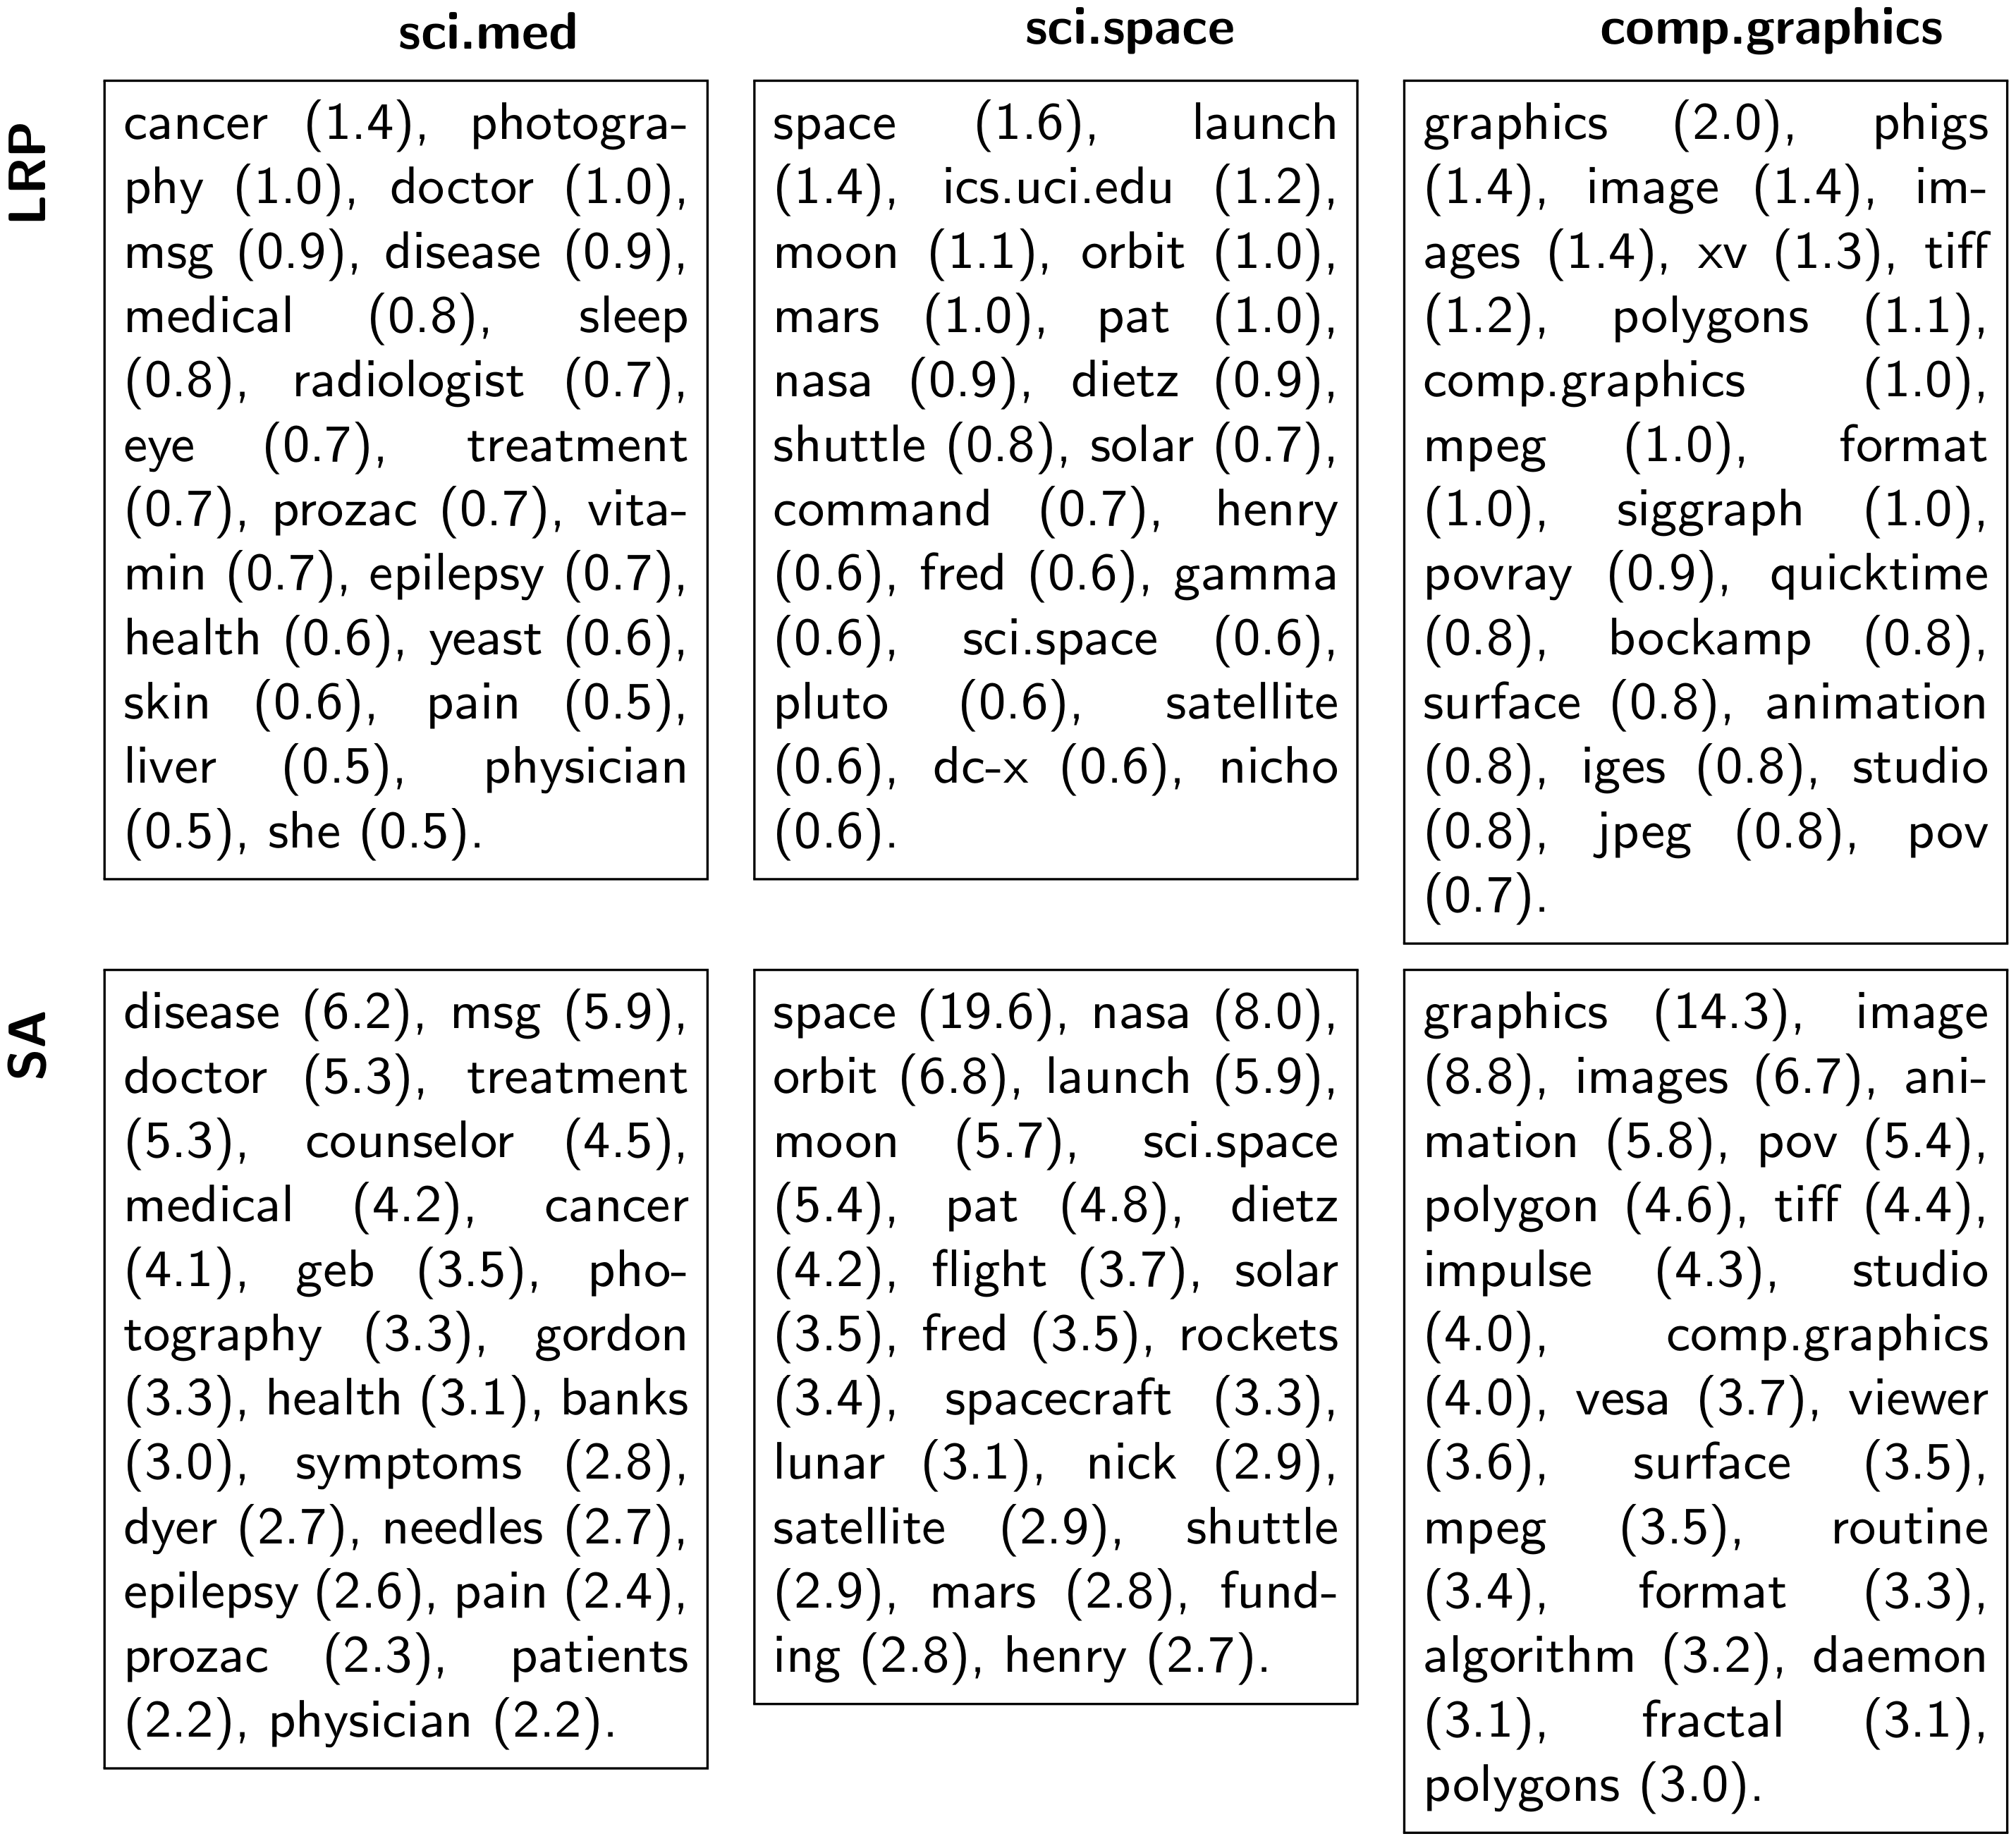 sci.med
sci.space
comp.graphics
LRP
cancer (1.4), photogra-
phy (1.0), doctor (1.0),
msg (0.9), disease (0.9),
medical (0.8), sleep
(0.8), radiologist (0.7),
eye (0.7), treatment
(0.7), prozac (0.7), vita-
min (0.7), epilepsy (0.7),
health (0.6), yeast (0.6),
skin (0.6), pain (0.5),
liver (0.5), physician
(0.5), she (0.5).
space (1.6), launch
(1.4), ics.uci.edu (1.2),
moon (1.1), orbit (1.0),
mars (1.0), pat (1.0),
nasa (0.9), dietz (0.9),
shuttle (0.8), solar (0.7),
command (0.7), henry
(0.6), fred (0.6), gamma
(0.6), sci.space (0.6),
pluto (0.6), satellite
(0.6), dc-x (0.6), nicho
(0.6).
graphics (2.0), phigs
(1.4), image (1.4), im-
ages (1.4), xv (1.3), tiff
(1.2), polygons (1.1),
comp.graphics (1.0),
mpeg (1.0), format
(1.0), siggraph (1.0),
povray (0.9), quicktime
(0.8), bockamp (0.8),
surface (0.8), animation
(0.8), iges (0.8), studio
(0.8), jpeg (0.8), pov
(0.7).
SA
disease (6.2), msg (5.9),
doctor (5.3), treatment
(5.3), counselor (4.5),
medical (4.2), cancer
(4.1), geb (3.5), pho-
tography (3.3), gordon
(3.3), health (3.1), banks
(3.0), symptoms (2.8),
dyer (2.7), needles (2.7),
epilepsy (2.6), pain (2.4),
prozac (2.3), patients
(2.2), physician (2.2).
space (19.6), nasa (8.0),
orbit (6.8), launch (5.9),
moon (5.7), sci.space
(5.4), pat (4.8), dietz
(4.2), flight (3.7), solar
(3.5), fred (3.5), rockets
(3.4), spacecraft (3.3),
lunar (3.1), nick (2.9),
satellite (2.9), shuttle
(2.9), mars (2.8), fund-
ing (2.8), henry (2.7).
graphics (14.3), image
(8.8), images (6.7), ani-
mation (5.8), pov (5.4),
polygon (4.6), tiff (4.4),
impulse (4.3), studio
(4.0), comp.graphics
(4.0), vesa (3.7), viewer
(3.6), surface (3.5),
mpeg (3.5), routine
(3.4), format (3.3),
algorithm (3.2), daemon
(3.1), fractal (3.1),
polygons (3.0).